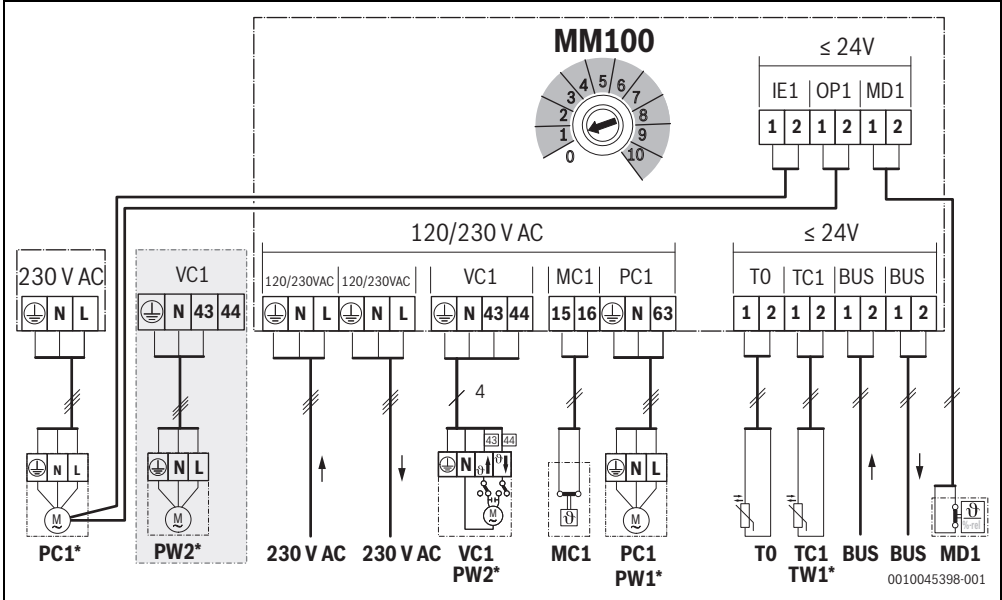 MM100
≤ 24V
0 1 2 3 4 5 6 7 8 9 10
IE1 OP1 MD1
1 2 1 2 1 2
120/230 V AC
≤ 24V
230 V AC
N L
VC1
N 43 44
120/230VAC 120/230VAC VC1 MC1 PC1
N L N L N 43 44 15 16 N 63
T0 TC1 BUS BUS
1 2 1 2 1 2 1 2
4
43 44
N L
M
~
PC1*
N L
M
~
PW2*
230 V AC
230 V AC
N ϑ ϑ
M
~
VC1
PW2*
ϑ
MC1
N L
M
~
PC1
PW1*
T0
TC1
TW1*
BUS
BUS
ϑ
%-rel
MD1
0010045398-001